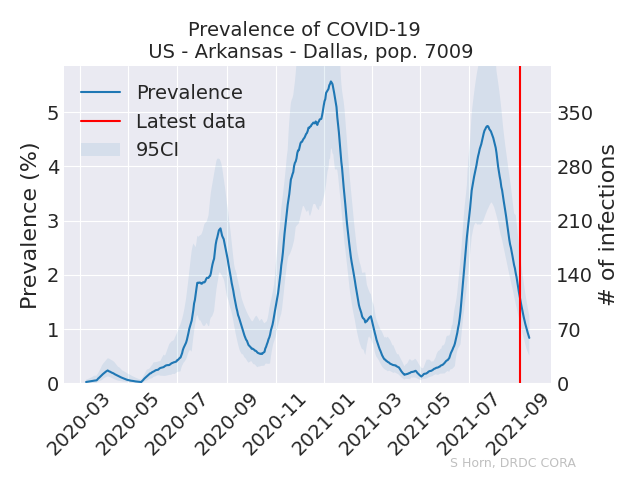 Prevalence of COVID-19
US - Arkansas - Dallas, pop. 7009
Prevalence
Latest data
95CI
Prevalence (%)
5
4
3
2
1
0
350
280
210
140
70
0
# of infections
2020-03
2020-05
2020-07
2020-09
2020-11
2021-01
2021-03
2021-05
2021-07
2021-09
S Horn, DRDC CORA